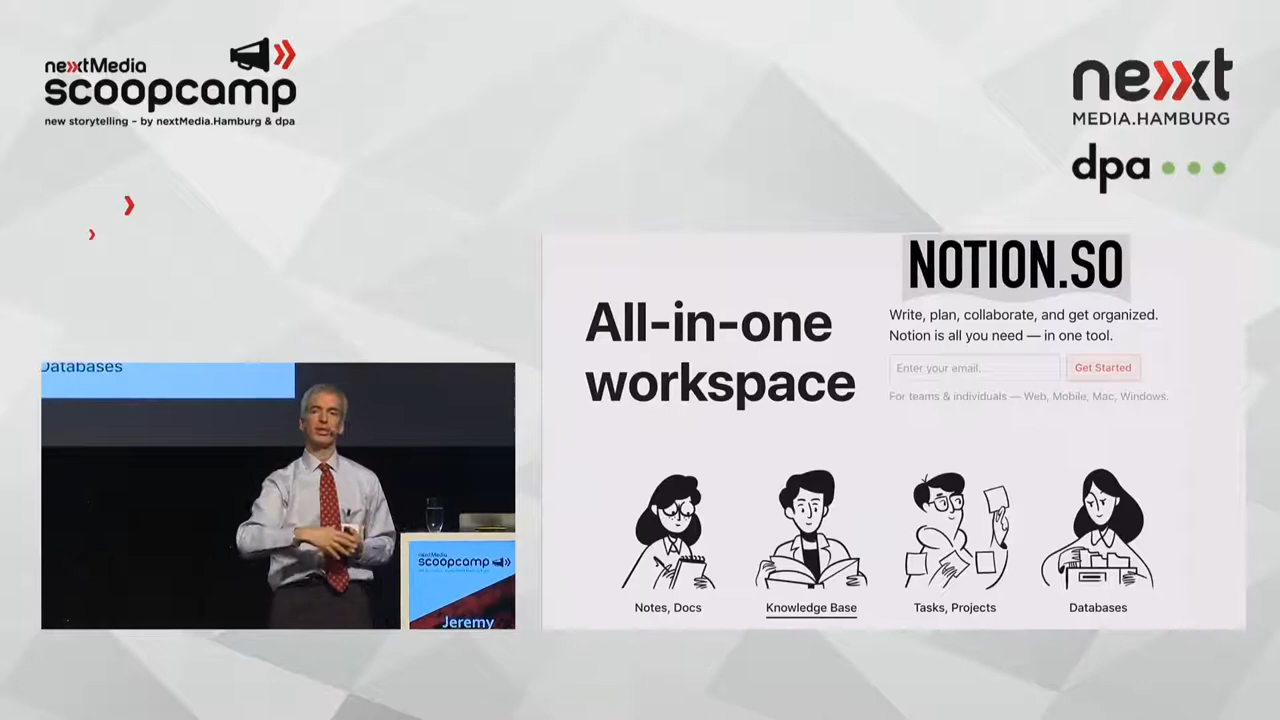 nextMedia
scoopcamp
new storytelling – by nextMedia.Hamburg & dpa
next
MEDIA.HAMBURG
dpa
NOTION.SO
All-in-one
workspace
Write, plan, collaborate, and get organized.
Notion is all you need — in one tool.
Enter your email...
Get Started
For teams & individuals — Web, Mobile, Mac, Windows.
Notes, Docs
Knowledge Base
Tasks, Projects
Databases
Databases
nextMedia
scoopcamp
Jeremy